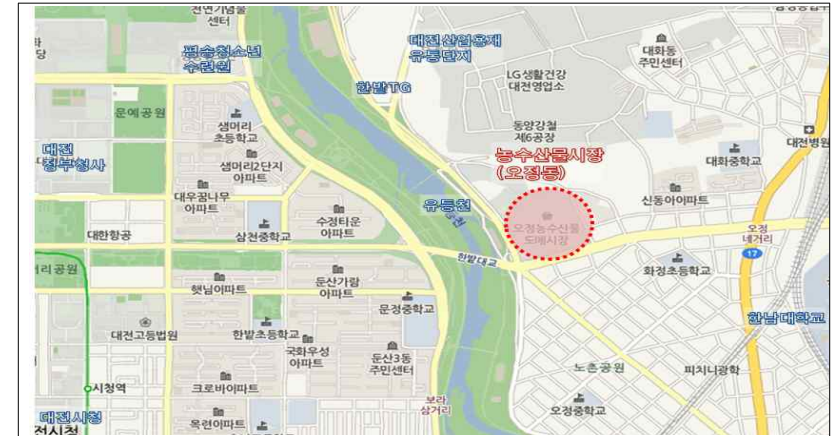 천연기념물
센터
평송청소년
수련원
대전산업용재
유통단지
대화동
주민센터
한밭TG
LG생활건강
대전영업소
문예공원
샘머리
초등학교
동양강철
제6공장
대전병원
대전
정부청사
샘머리2단지
아파트
농수산물시장
(오정동)
대화중학교
대우꿈나무
아파트
유등천
신동아아파트
수정타운
아파트
오정농수산물
도매시장
대한항공
삼천중학교
오정
네거리
17
한밭대교
화정초등학교
햇님아파트
둔산가람
아파트
문정중학교
한남대학교
대전고등법원
한밭초등학교
국화우성
아파트
둔산3동
주민센터
노촌공원
피치니광학
시청역
크로바아파트
보라
삼거리
오정중학교
대전시청
목련아파트